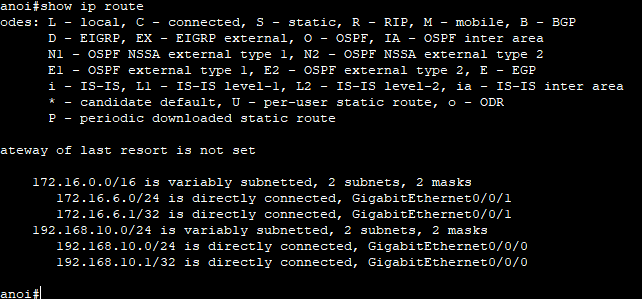 anoi#show ip route
odes: L - local, C - connected, S - static, R - RIP, M - mobile, B - BGP
D - EIGRP, EX - EIGRP external, O - OSPF, IA - OSPF inter area
N1 - OSPF NSSA external type 1, N2 - OSPF NSSA external type 2
E1 - OSPF external type 1, E2 - OSPF external type 2, E - EGP
i - IS-IS, L1 - IS-IS level-1, L2 - IS-IS level-2, ia - IS-IS inter area
* - candidate default, U - per-user static route, o - ODR
P - periodic downloaded static route
ateway of last resort is not set
172.16.0.0/16 is variably subnetted, 2 subnets, 2 masks
172.16.6.0/24 is directly connected, GigabitEthernet0/0/1
172.16.6.1/32 is directly connected, GigabitEthernet0/0/1
192.168.10.0/24 is variably subnetted, 2 subnets, 2 masks
192.168.10.0/24 is directly connected, GigabitEthernet0/0/0
192.168.10.1/32 is directly connected, GigabitEthernet0/0/0
anoi#